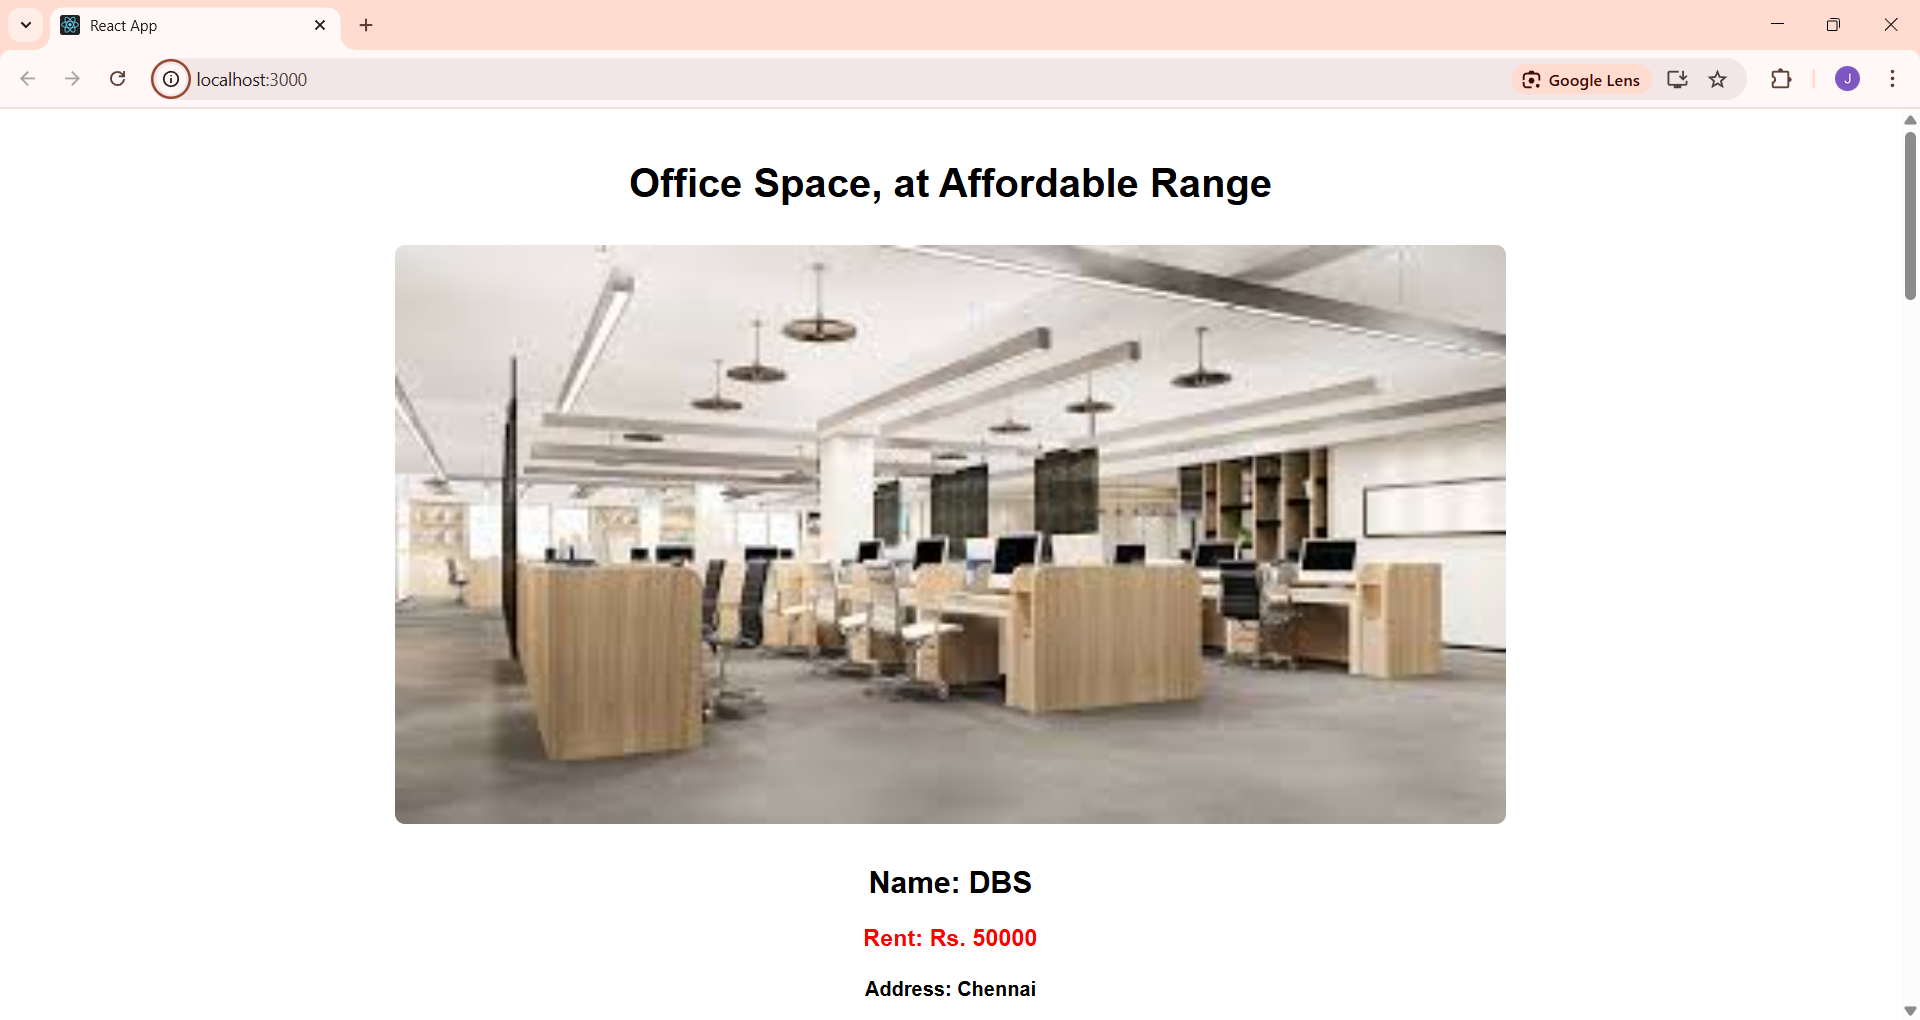 React App
localhost:3000
Google Lens
J
Office Space, at Affordable Range
Name: DBS
Rent: Rs. 50000
Address: Chennai